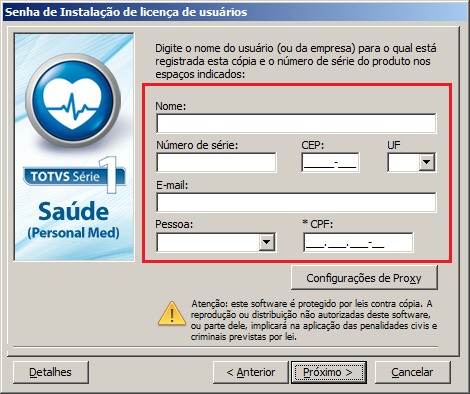 Senha de Instalação de licença de usuários
Digite o nome do usuário (ou da empresa) para o qual está
registrada esta cópia e o número de série do produto nos
espaços indicados:
Nome:
Número de série:
CEP:
UF
_____-___
E-mail:
Pessoa:
* CPF:
___.___.___-__
TOTVS Série 1
Saúde
(Personal Med)
Configurações de Proxy
Atenção: este software é protegido por leis contra cópia. A
reprodução ou distribuição não autorizadas deste software,
ou parte dele, implicará na aplicação das penalidades civis e
criminais previstas por lei.
Detalhes
< Anterior
Próximo >
Cancelar